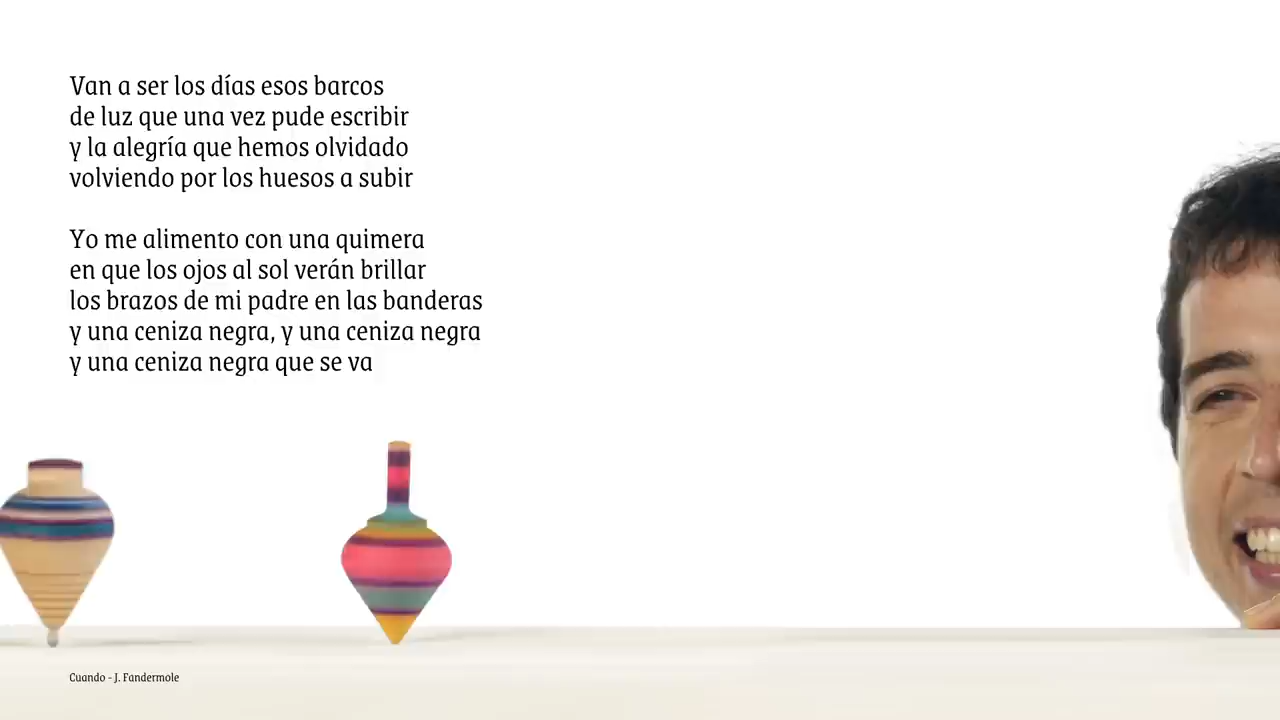 Van a ser los días esos barcos
de luz que una vez pude escribir
y la alegría que hemos olvidado
volviendo por los huesos a subir
Yo me alimento con una quimera
en que los ojos al sol verán brillar
los brazos de mi padre en las banderas
y una ceniza negra, y una ceniza negra
y una ceniza negra que se va
Cuando - J. Fandermole